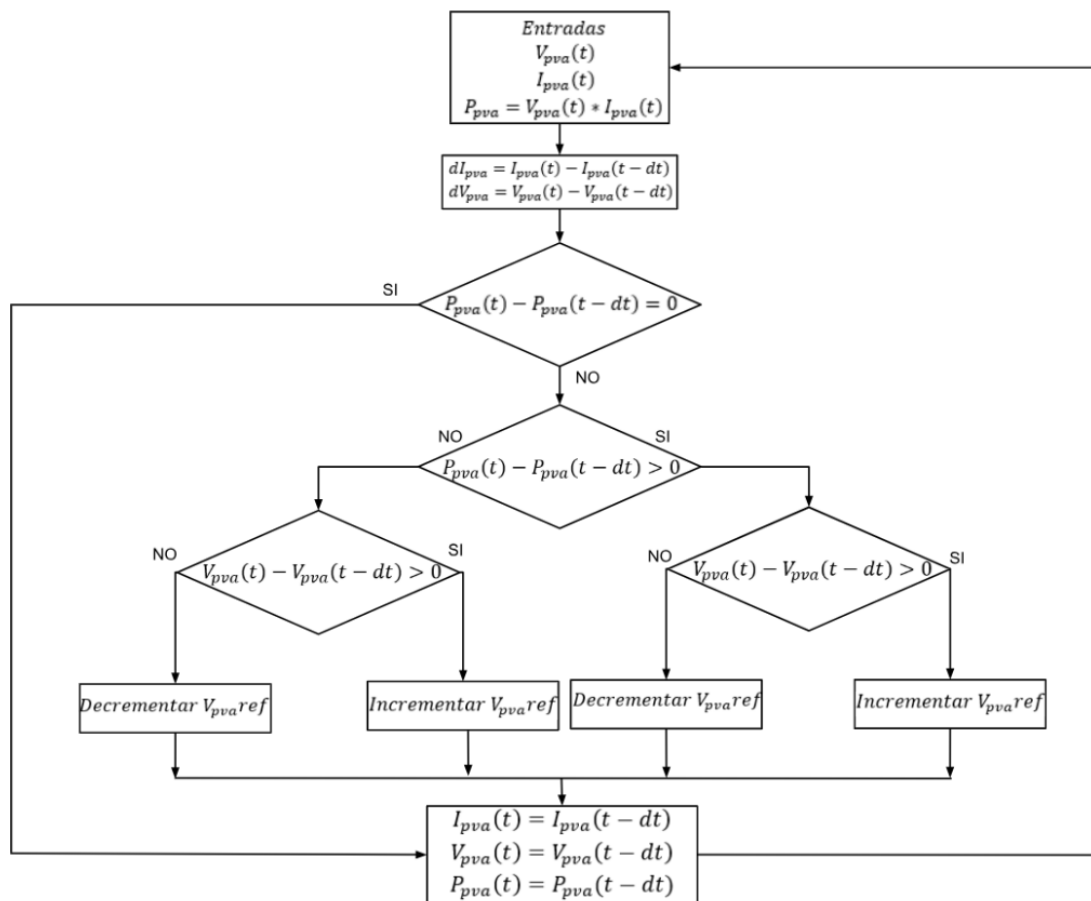 Entradas
V_pva(t)
I_pva(t)
P_pva = V_pva(t) * I_pva(t)
dI_pva = I_pva(t) − I_pva(t − dt)
dV_pva = V_pva(t) − V_pva(t − dt)
SI
P_pva(t) − P_pva(t − dt) = 0
NO
NO
SI
P_pva(t) − P_pva(t − dt) > 0
NO
SI
V_pva(t) − V_pva(t − dt) > 0
NO
SI
V_pva(t) − V_pva(t − dt) > 0
Decrementar V_pva ref
Incrementar V_pva ref
Decrementar V_pva ref
Incrementar V_pva ref
I_pva(t) = I_pva(t − dt)
V_pva(t) = V_pva(t − dt)
P_pva(t) = P_pva(t − dt)